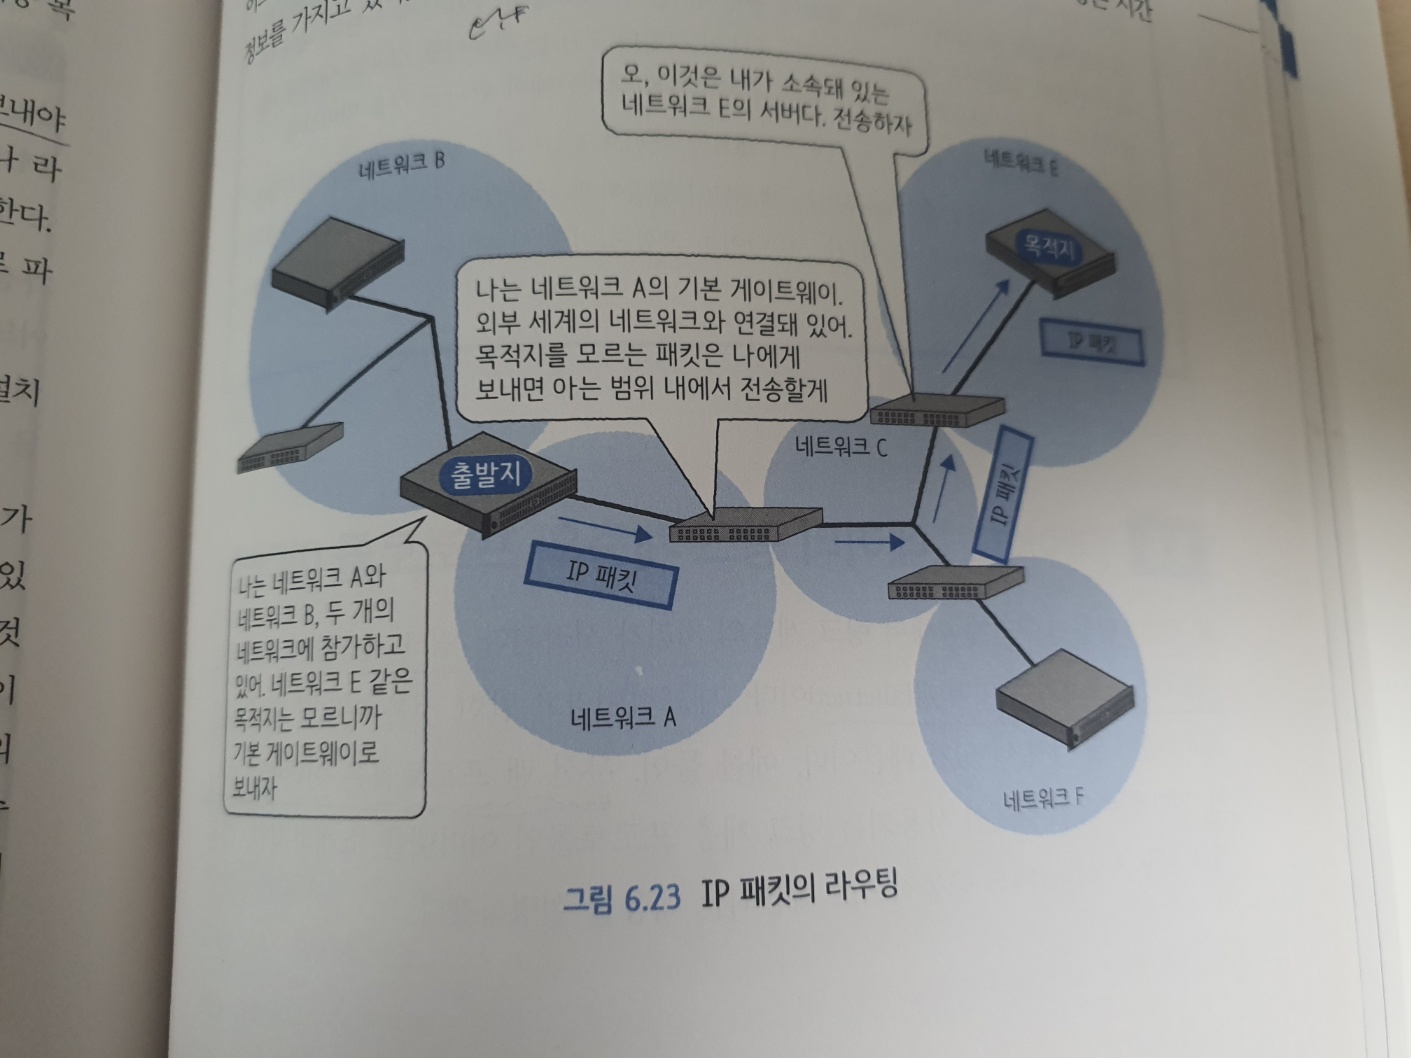 정보를 가지고 있
시간
보내야
나 라
한다.
로 파
설치
가
있
것
오, 이것은 내가 소속돼 있는
네트워크 E의 서버다. 전송하자
네트워크 B
네트워크 E
목적지
IP 패킷
나는 네트워크 A의 기본 게이트웨이.
외부 세계의 네트워크와 연결돼 있어.
목적지를 모르는 패킷은 나에게
보내면 아는 범위 내에서 전송할게
네트워크 C
출발지
IP 패킷
IP 패킷
나는 네트워크 A와
네트워크 B, 두 개의
네트워크에 참가하고
있어. 네트워크 E 같은
목적지는 모르니까
기본 게이트웨이로
보내자
네트워크 A
네트워크 F
그림 6.23 IP 패킷의 라우팅